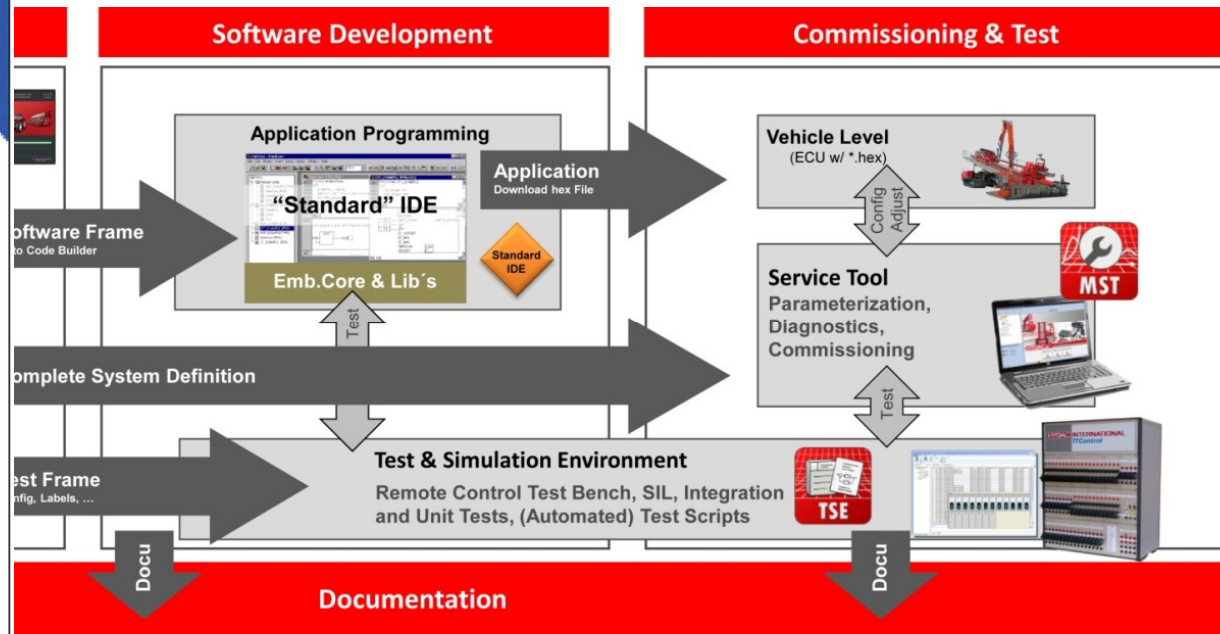 Software Development
Commissioning & Test
Application Programming
"Standard" IDE
Emb.Core & Lib´s
Standard
IDE
Application
Download hex File
Vehicle Level
(ECU w/ *.hex)
Config
Adjust
oftware Frame
to Code Builder
Test
Service Tool
Parameterization,
Diagnostics,
Commissioning
MST
omplete System Definition
Test
est Frame
nfig, Labels, ...
Test & Simulation Environment
Remote Control Test Bench, SIL, Integration
and Unit Tests, (Automated) Test Scripts
TSE
INTERNATIONAL
TTControl
Docu
Docu
Documentation